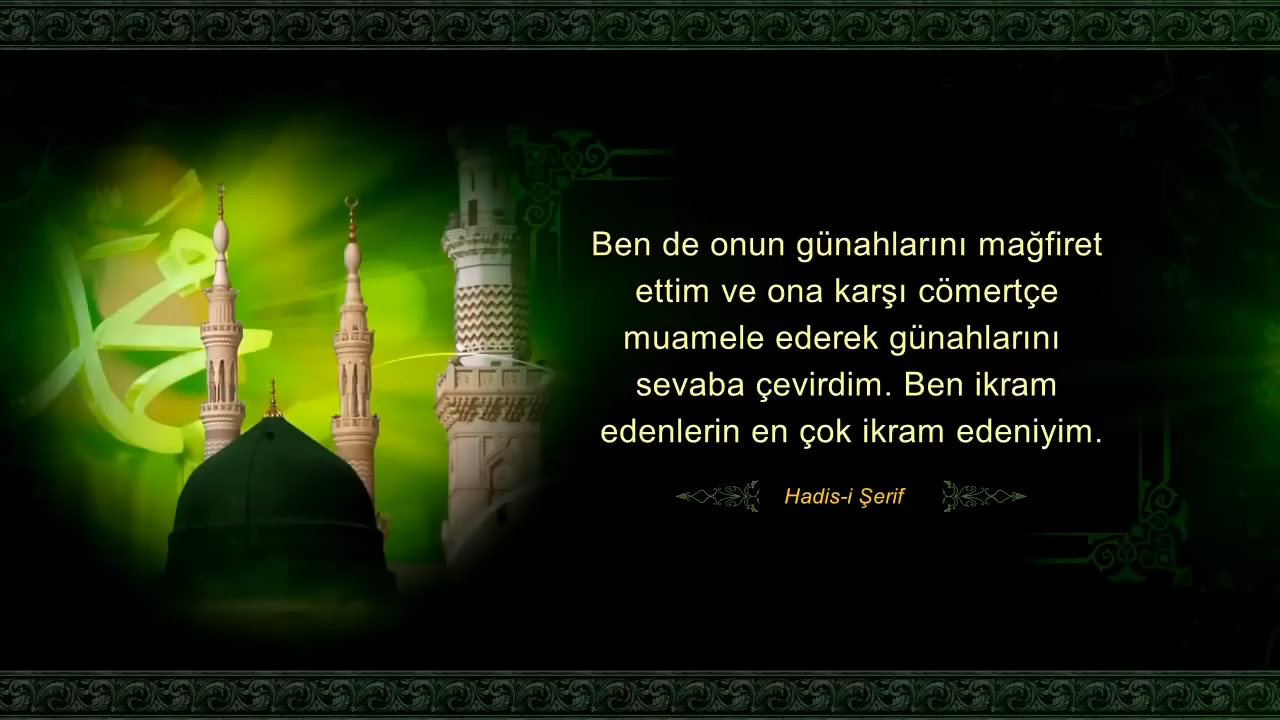 محمد
Ben de onun günahlarını mağfiret
ettim ve ona karşı cömertçe
muamele ederek günahlarını
sevaba çevirdim. Ben ikram
edenlerin en çok ikram edeniyim.
Hadis-i Şerif